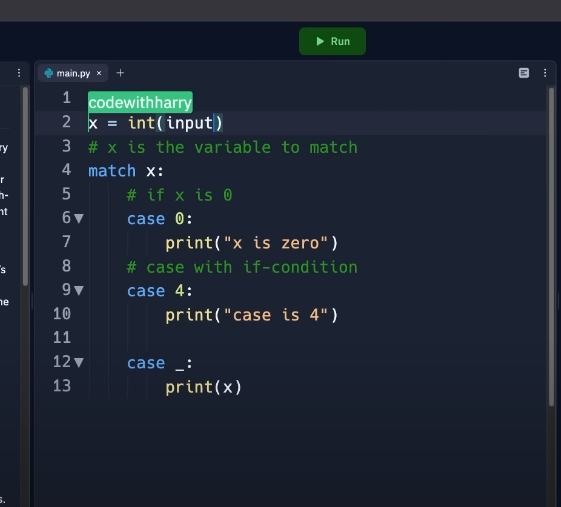 Run
main.py × +
1
codewithharry
2 x = int(input)
3 # x is the variable to match
4 match x:
5 # if x is 0
6 case 0:
7 print("x is zero")
8 # case with if-condition
9 case 4:
10 print("case is 4")
11
12 case _:
13 print(x)
ry
r
h-
nt
's
ne
s.